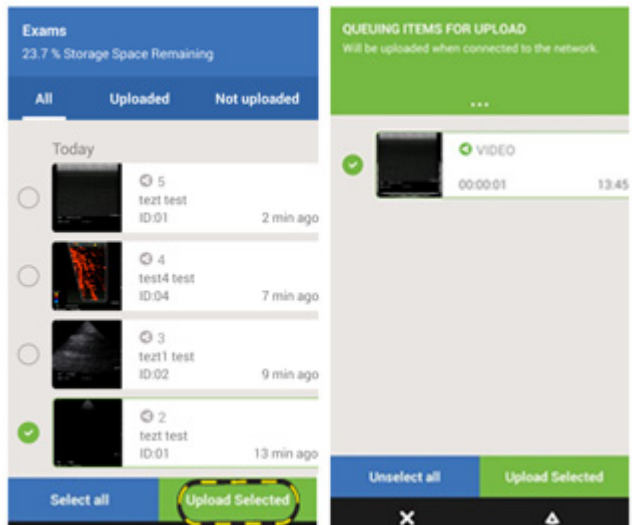 Exams
23.7 % Storage Space Remaining
All Uploaded Not uploaded
Today
5
tezt test
ID:01 2 min ago
4
test4 test
ID:04 7 min ago
3
tezt1 test
ID:02 9 min ago
2
tezt test
ID:01 13 min ago
Select all Upload Selected
QUEUING ITEMS FOR UPLOAD
Will be uploaded when connected to the network.
...
VIDEO
00:00:01 13:45
Unselect all Upload Selected